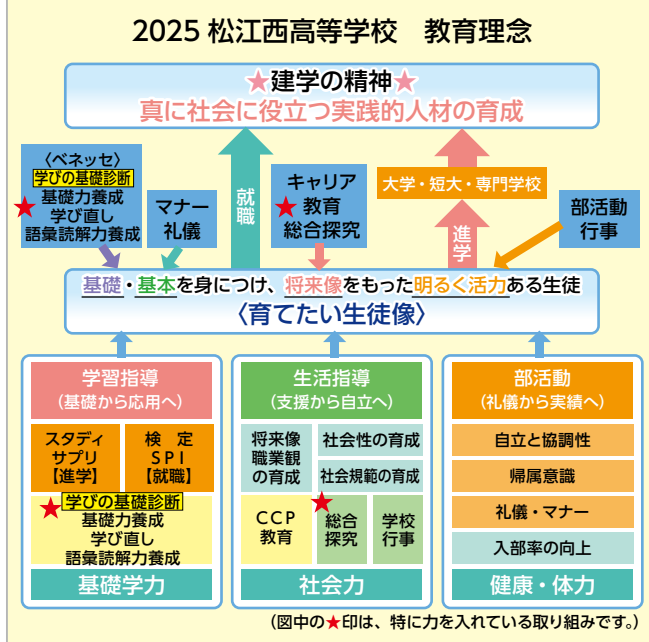 2025 松江西高等学校　教育理念
★建学の精神★
真に社会に役立つ実践的人材の育成
〈ベネッセ〉
学びの基礎診断
★基礎力養成
学び直し
語彙読解力養成
マナー
礼儀
就職
キャリア
★教育
総合探究
大学・短大・専門学校
進学
部活動
行事
基礎・基本を身につけ、将来像をもった明るく活力ある生徒
〈育てたい生徒像〉
学習指導
(基礎から応用へ)
スタディ
サプリ
【進学】
検　定
ＳＰＩ
【就職】
★学びの基礎診断
基礎力養成
学び直し
語彙読解力養成
基礎学力
生活指導
(支援から自立へ)
将来像
職業観
の育成
社会性の育成
社会規範の育成
ＣＣＰ
教育
★総合
探究
学校
行事
社会力
部活動
(礼儀から実績へ)
自立と協調性
帰属意識
礼儀・マナー
入部率の向上
健康・体力
(図中の★印は、特に力を入れている取り組みです。)